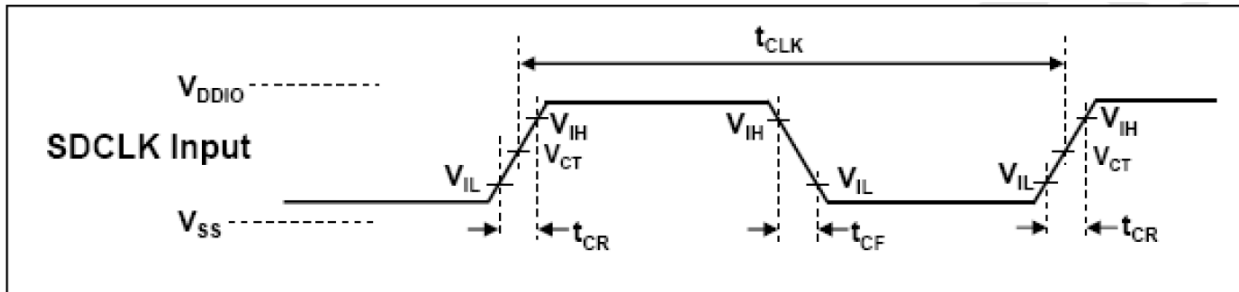 tCLK
VDDIO
VIH
VIH
VIH
SDCLK Input
VCT
VCT
VIL
VIL
VIL
VSS
tCR
tCF
tCR